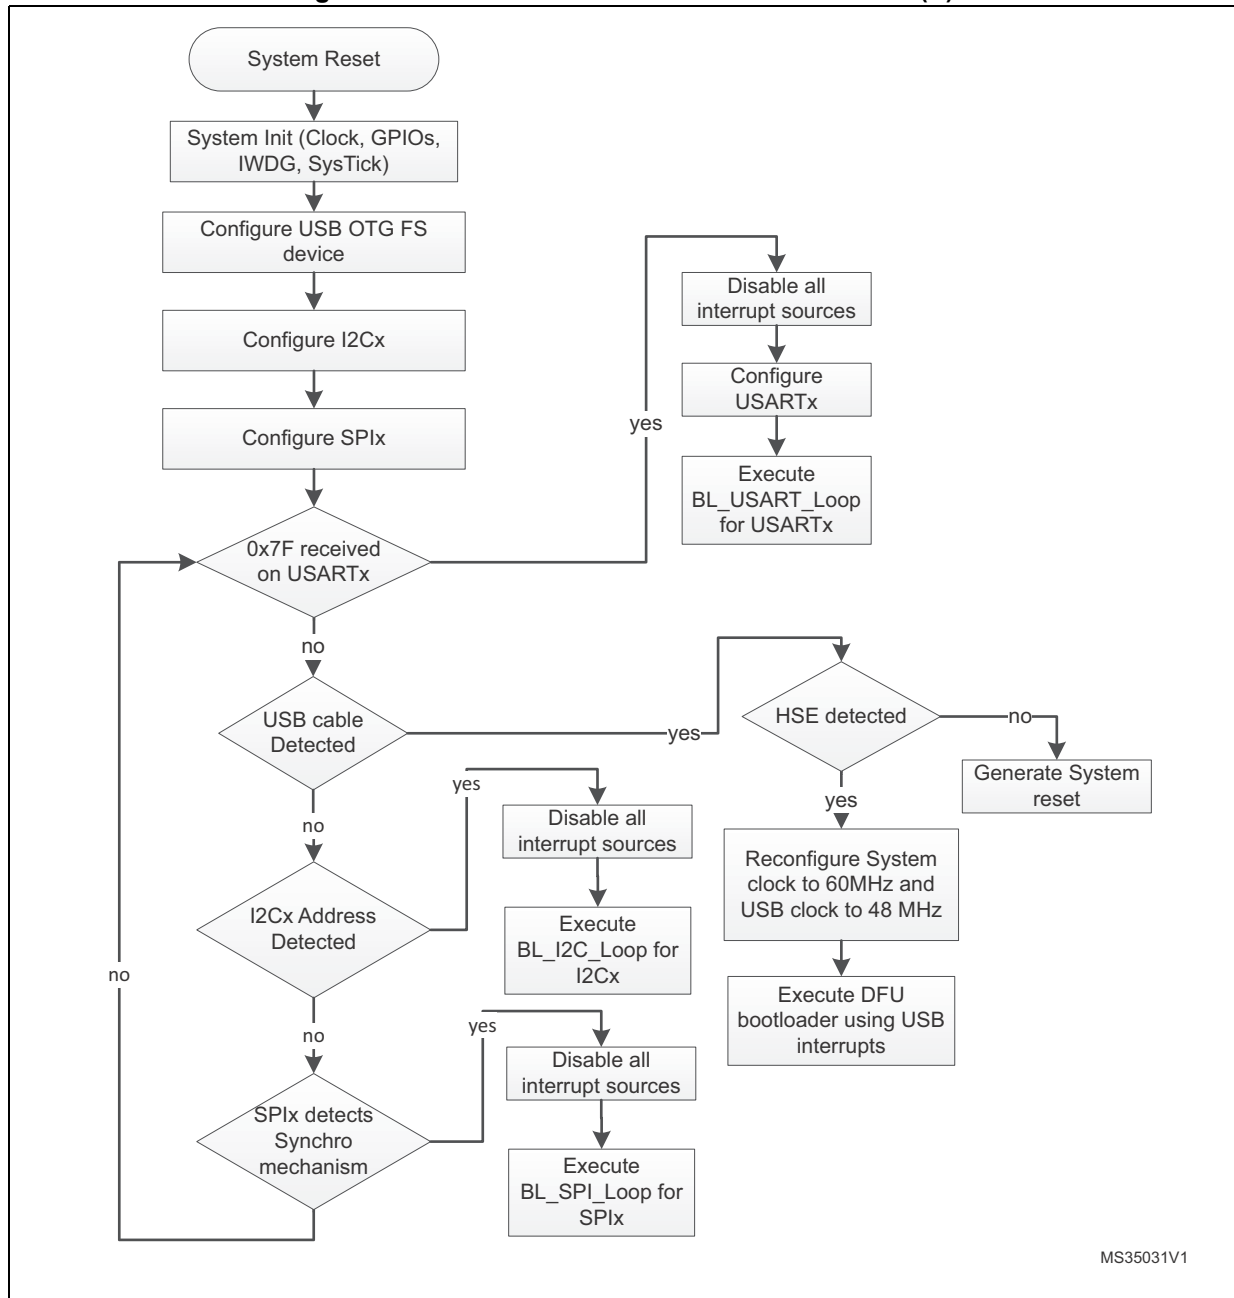 System Reset
System Init (Clock, GPIOs,
IWDG, SysTick)
Configure USB OTG FS
device
Configure I2Cx
Configure SPIx
0x7F received
on USARTx
yes
Disable all
interrupt sources
Configure
USARTx
Execute
BL_USART_Loop
for USARTx
no
USB cable
Detected
yes
HSE detected
no
Generate System
reset
yes
Reconfigure System
clock to 60MHz and
USB clock to 48 MHz
Execute DFU
bootloader using USB
interrupts
no
I2Cx Address
Detected
yes
Disable all
interrupt sources
Execute
BL_I2C_Loop for
I2Cx
no
SPIx detects
Synchro
mechanism
yes
Disable all
interrupt sources
Execute
BL_SPI_Loop for
SPIx
no
MS35031V1